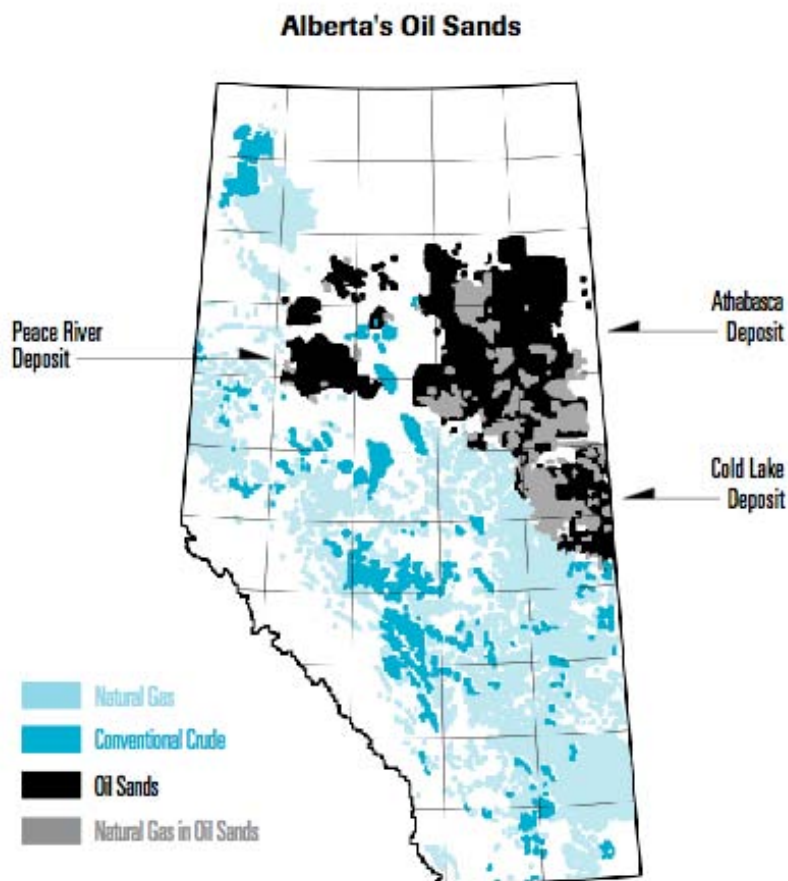 Alberta's Oil Sands
Peace River
Deposit
Athabasca
Deposit
Cold Lake
Deposit
Natural Gas
Conventional Crude
Oil Sands
Natural Gas in Oil Sands